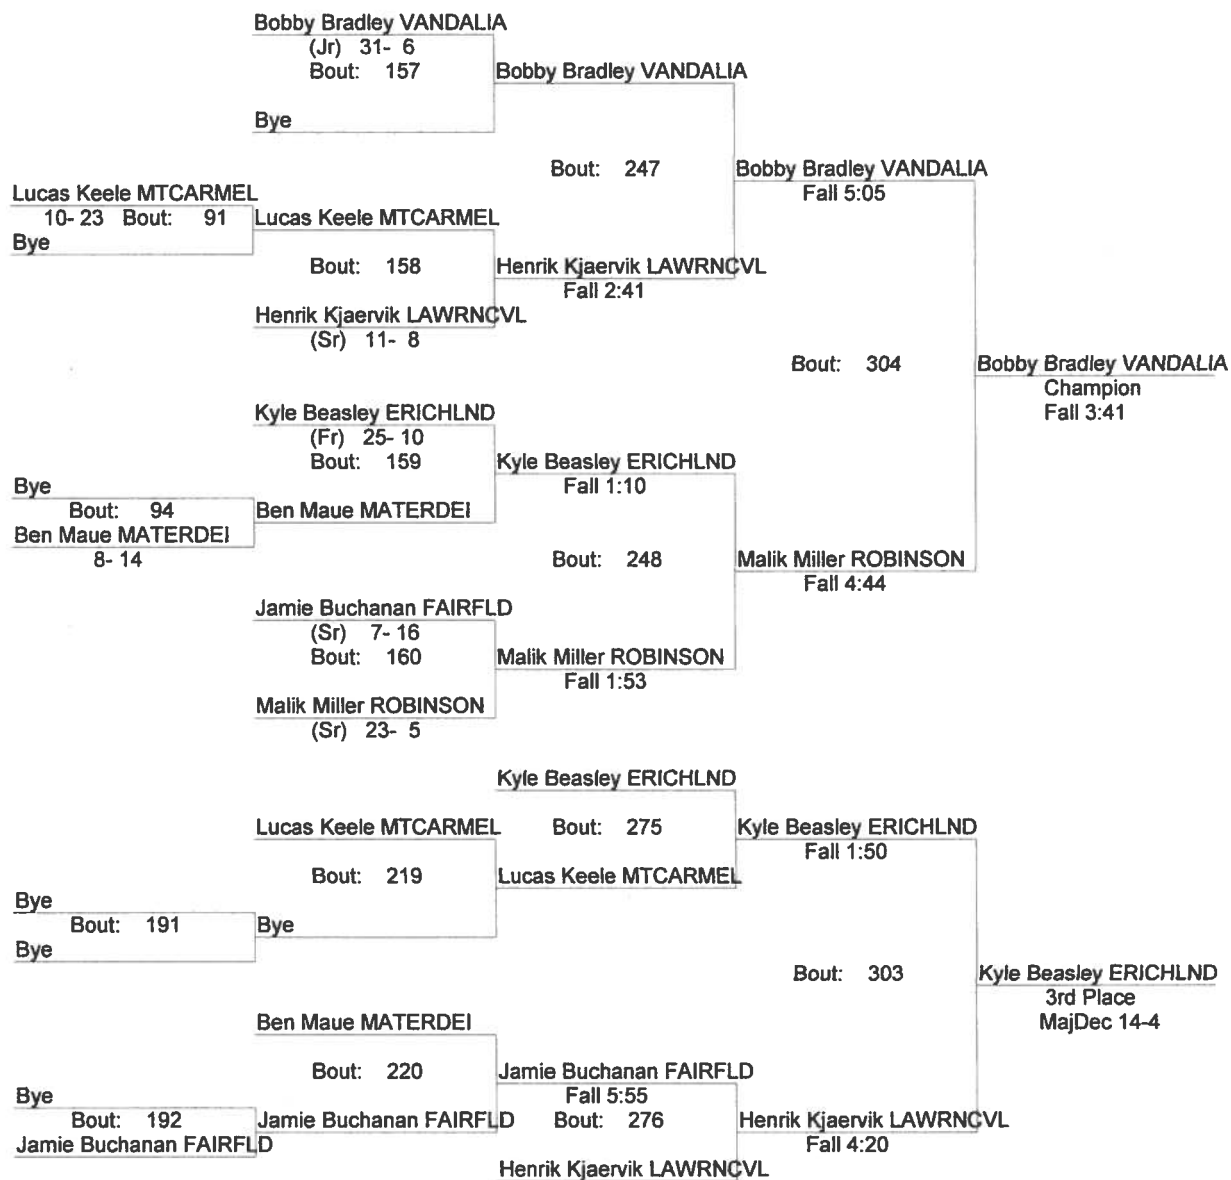 Bobby Bradley VANDALIA
(Jr) 31- 6
Bout: 157
Bobby Bradley VANDALIA
Bye
Bout: 247
Bobby Bradley VANDALIA
Fall 5:05
Lucas Keele MTCARMEL
10- 23 Bout: 91
Lucas Keele MTCARMEL
Bye
Bout: 158
Henrik Kjaervik LAWRNCVL
Fall 2:41
Henrik Kjaervik LAWRNCVL
(Sr) 11- 8
Bout: 304
Bobby Bradley VANDALIA
Champion
Fall 3:41
Kyle Beasley ERICHLND
(Fr) 25- 10
Bout: 159
Kyle Beasley ERICHLND
Fall 1:10
Bye
Bout: 94
Ben Maue MATERDEI
Ben Maue MATERDEI
8- 14
Bout: 248
Malik Miller ROBINSON
Fall 4:44
Jamie Buchanan FAIRFLD
(Sr) 7- 16
Bout: 160
Malik Miller ROBINSON
Fall 1:53
Malik Miller ROBINSON
(Sr) 23- 5
Kyle Beasley ERICHLND
Lucas Keele MTCARMEL
Bout: 275
Kyle Beasley ERICHLND
Fall 1:50
Bout: 219
Lucas Keele MTCARMEL
Bye
Bout: 191
Bye
Bye
Bout: 303
Kyle Beasley ERICHLND
3rd Place
MajDec 14-4
Ben Maue MATERDEI
Bout: 220
Jamie Buchanan FAIRFLD
Fall 5:55
Bye
Bout: 192
Jamie Buchanan FAIRFLD
Bout: 276
Henrik Kjaervik LAWRNCVL
Fall 4:20
Jamie Buchanan FAIRFLD
Henrik Kjaervik LAWRNCVL